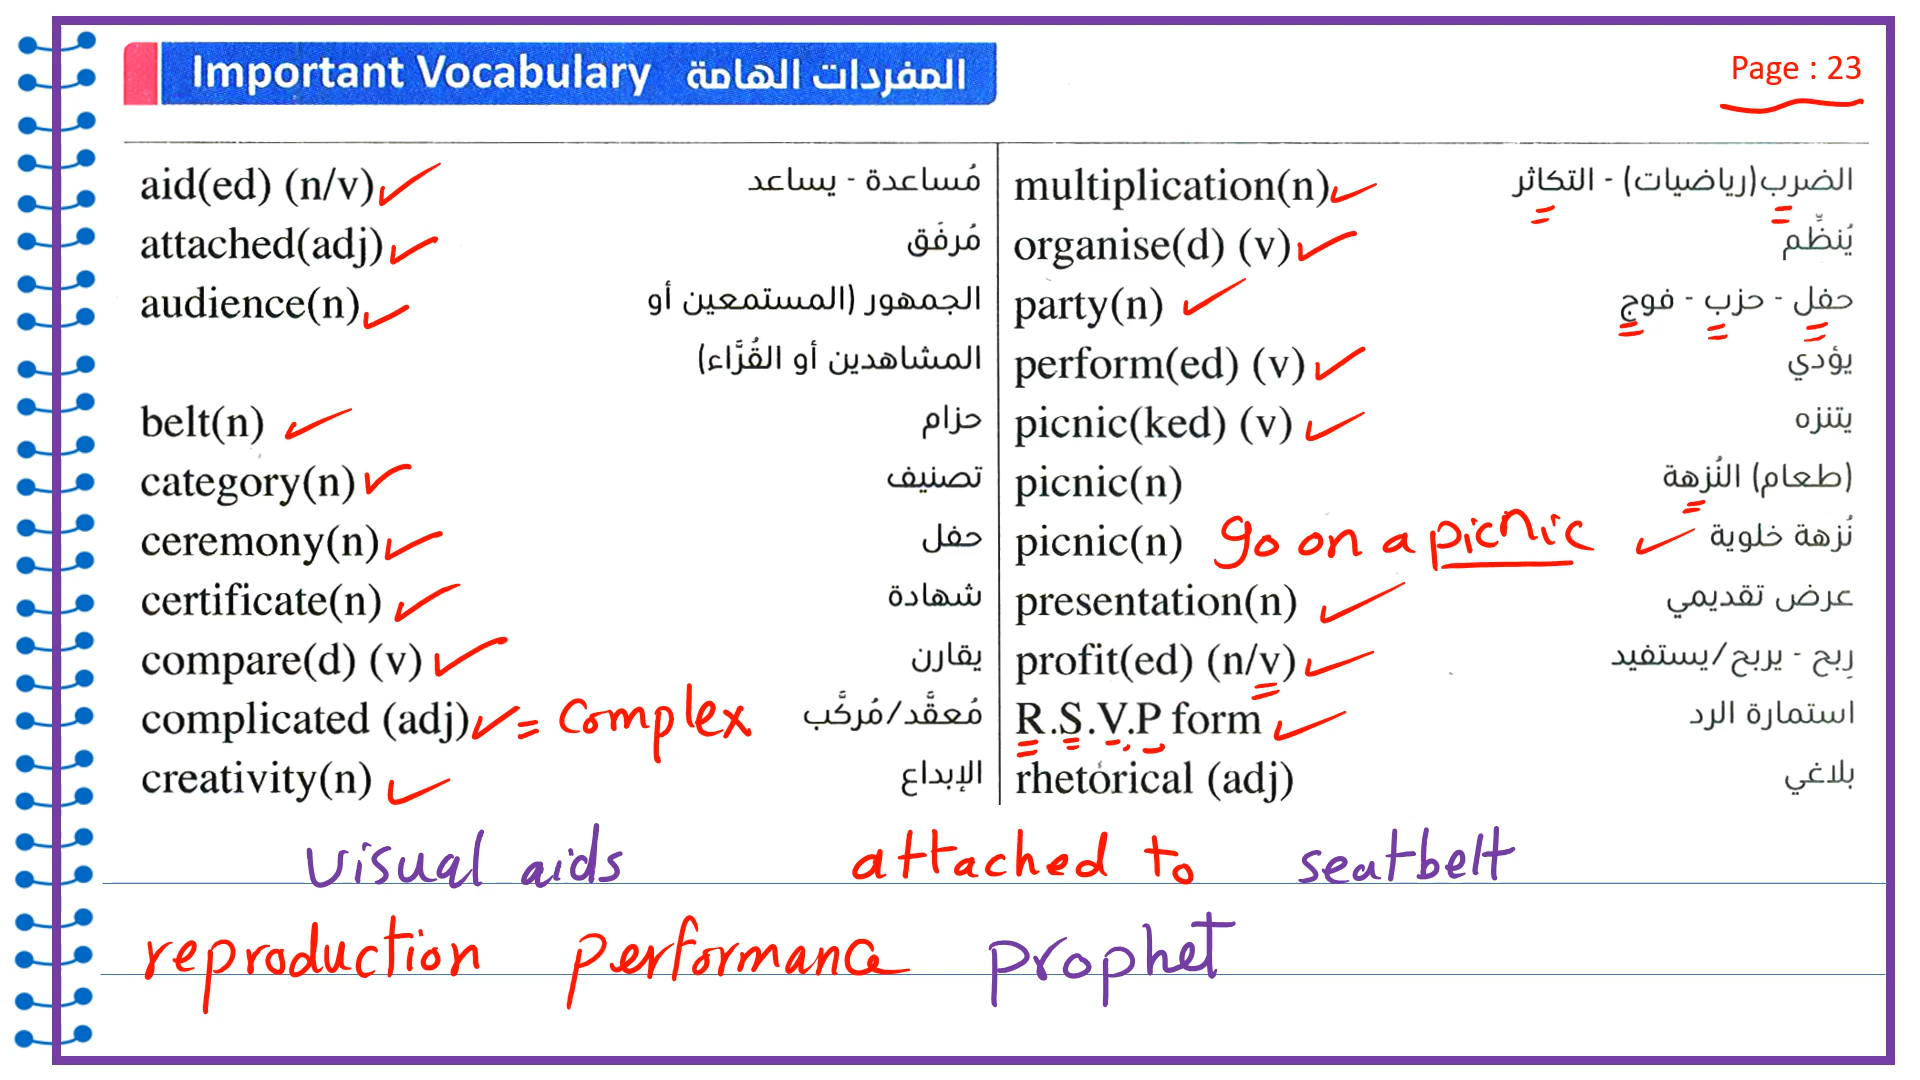 Important Vocabulary المفردات الهامة
Page : 23
aid(ed) (n/v) مُساعدة - يساعد
attached(adj) مُرفَق
audience(n) الجمهور (المستمعين أو
المشاهدين أو القُرَّاء)
belt(n) حزام
category(n) تصنيف
ceremony(n) حفل
certificate(n) شهادة
compare(d) (v) يقارن
complicated (adj) = complex مُعقَّد/مُركَّب
creativity(n) الإبداع
multiplication(n) الضرب(رياضيات) - التكاثر
organise(d) (v) يُنظِّم
party(n) حفل - حزب - فوج
perform(ed) (v) يؤدي
picnic(ked) (v) يتنزه
picnic(n) (طعام) النُزهة
picnic(n) go on a picnic نُزهة خلوية
presentation(n) عرض تقديمي
profit(ed) (n/v) رِبح - يربح/يستفيد
R.S.V.P form استمارة الرد
rhetorical (adj) بلاغي
visual aids attached to seatbelt
reproduction performance prophet